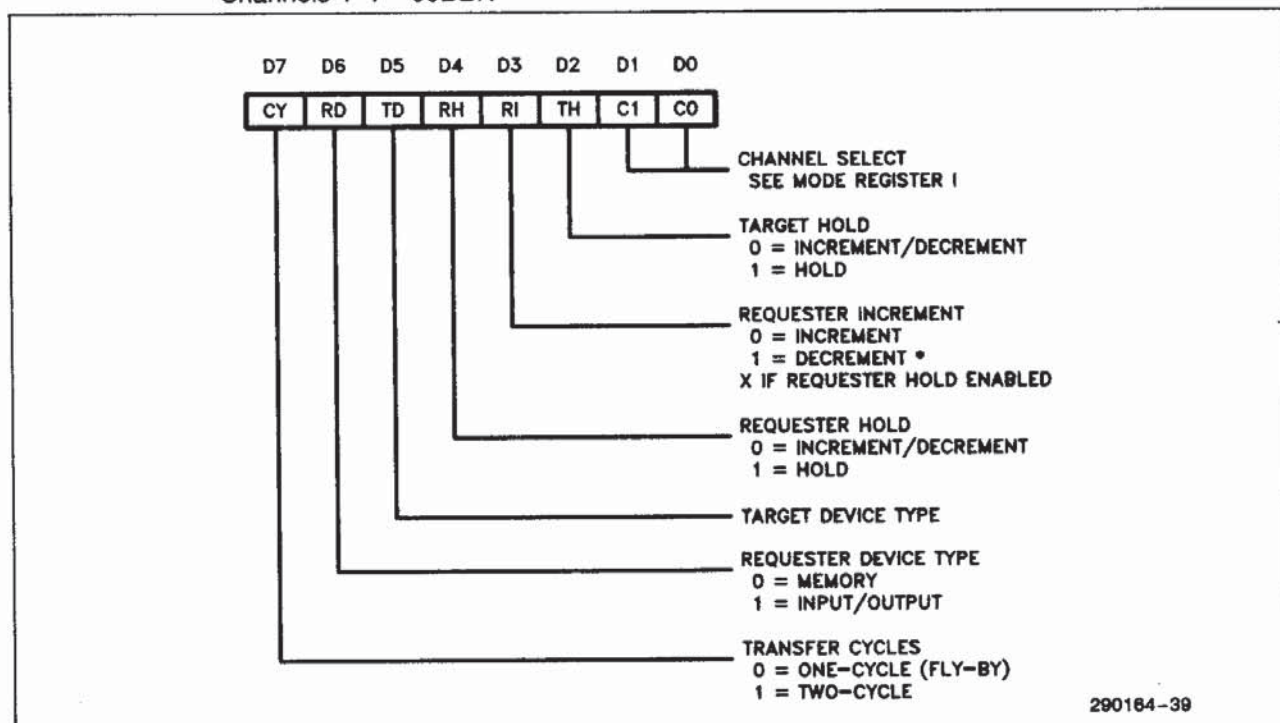 D7 D6 D5 D4 D3 D2 D1 D0
CY RD TD RH RI TH C1 C0
CHANNEL SELECT
SEE MODE REGISTER I
TARGET HOLD
0 = INCREMENT/DECREMENT
1 = HOLD
REQUESTER INCREMENT
0 = INCREMENT
1 = DECREMENT *
X IF REQUESTER HOLD ENABLED
REQUESTER HOLD
0 = INCREMENT/DECREMENT
1 = HOLD
TARGET DEVICE TYPE
REQUESTER DEVICE TYPE
0 = MEMORY
1 = INPUT/OUTPUT
TRANSFER CYCLES
0 = ONE-CYCLE (FLY-BY)
1 = TWO-CYCLE
290164-39